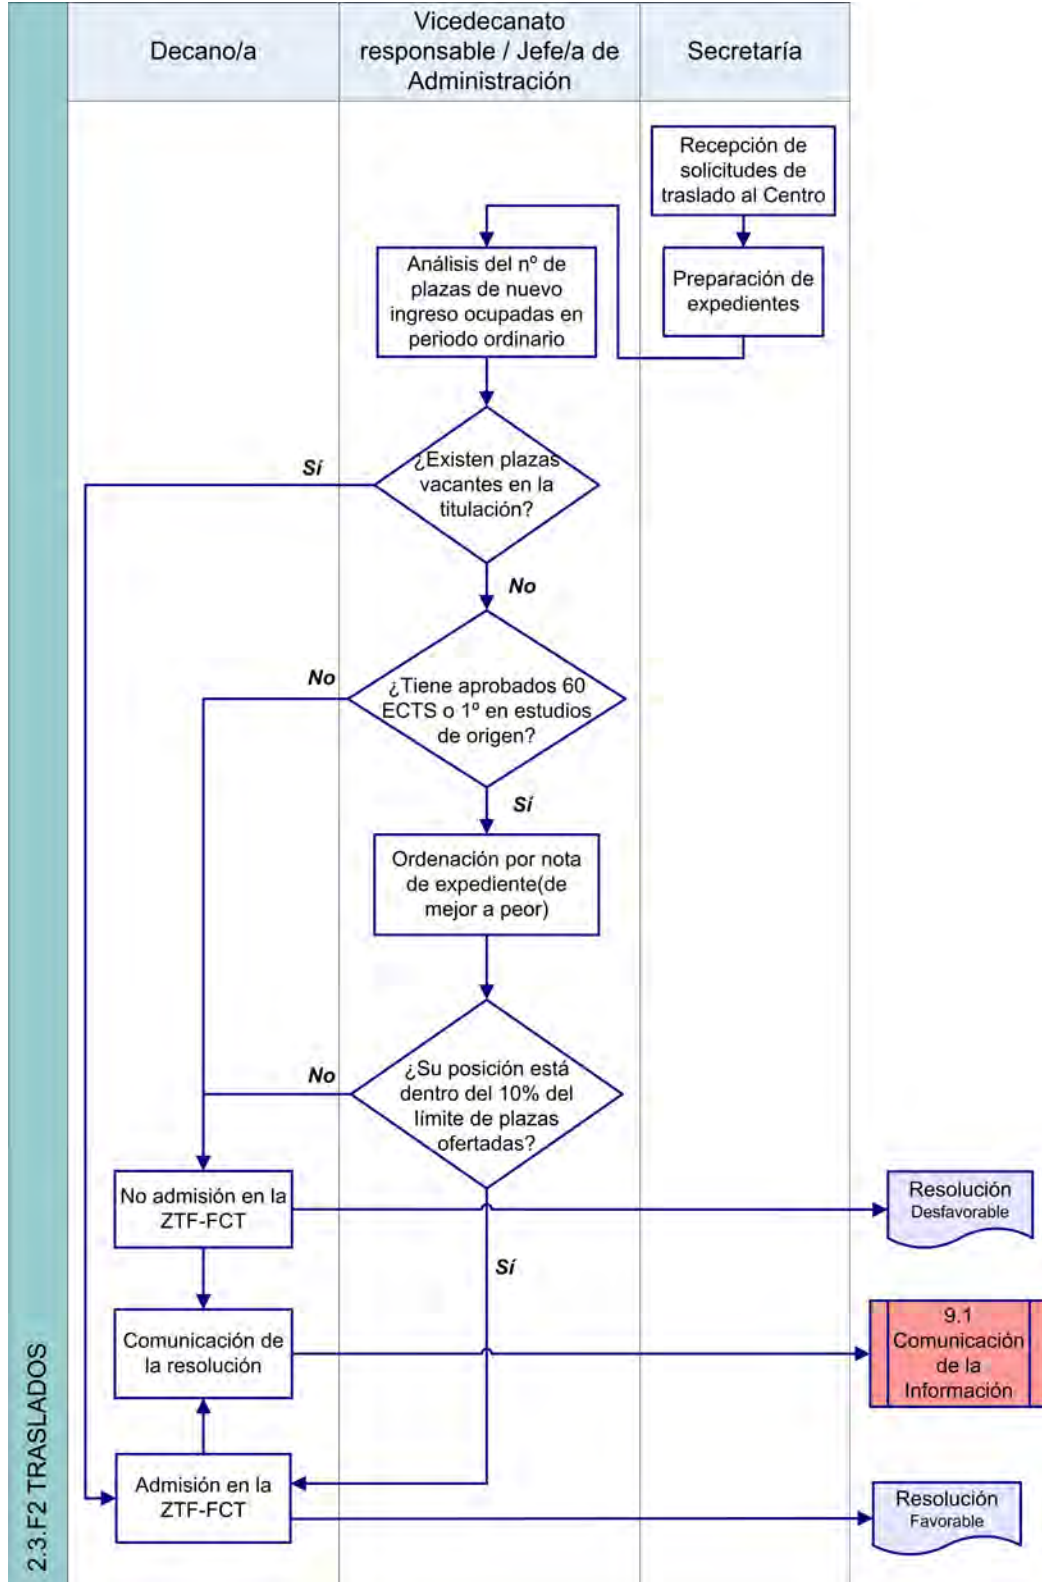 Decano/a
Vicedecanato
responsable / Jefe/a de
Administración
Secretaría
Recepción de
solicitudes de
traslado al Centro
Análisis del nº de
plazas de nuevo
ingreso ocupadas en
periodo ordinario
Preparación de
expedientes
¿Existen plazas
vacantes en la
titulación?
Sí
No
¿Tiene aprobados 60
ECTS o 1º en estudios
de origen?
No
Sí
Ordenación por nota
de expediente(de
mejor a peor)
¿Su posición está
dentro del 10% del
límite de plazas
ofertadas?
No
Sí
No admisión en la
ZTF-FCT
Resolución
Desfavorable
Comunicación de
la resolución
9.1
Comunicación
de la
Información
Admisión en la
ZTF-FCT
Resolución
Favorable
2.3.F2 TRASLADOS